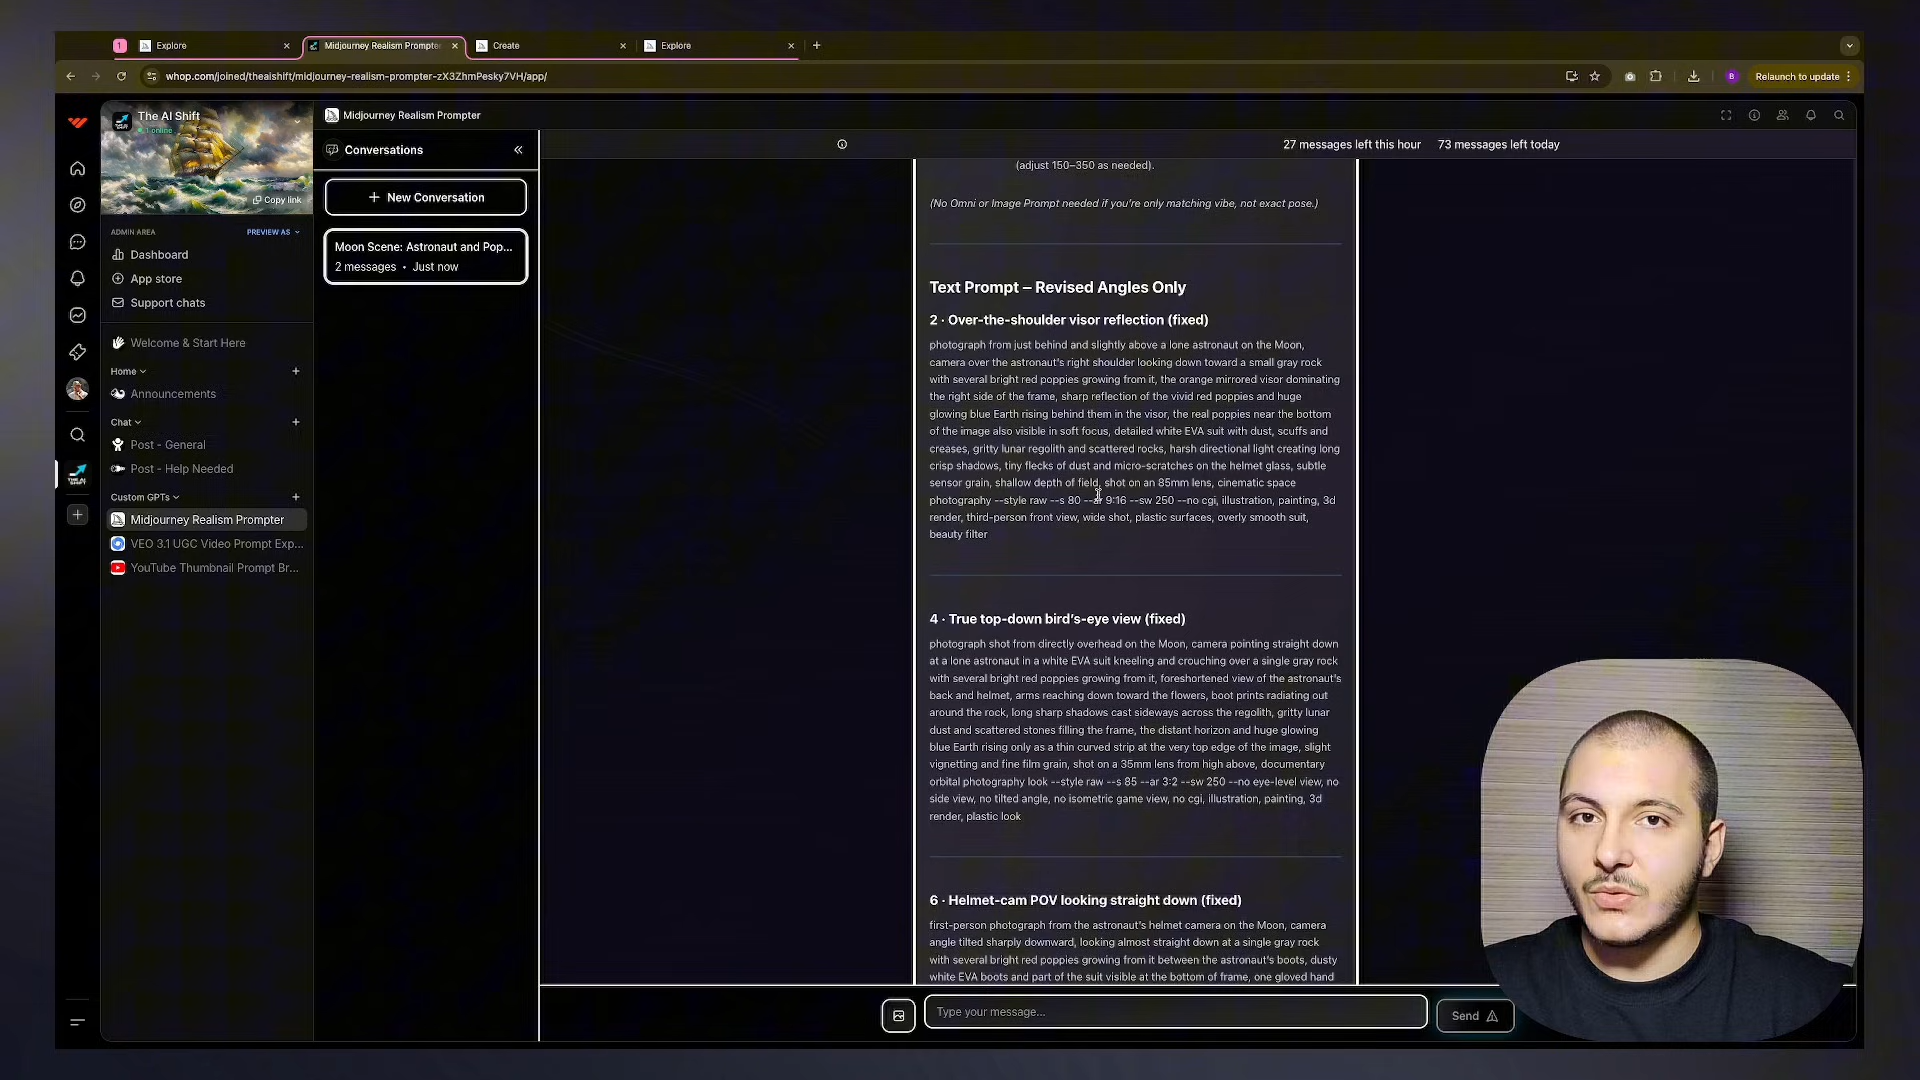 1
Explore
Midjourney Realism Prompter
Create
Explore
whop.com/joined/theaishift/midjourney-realism-prompter-zX3ZhmPesky7VH/app/
B
Relaunch to update
The AI Shift
1 online
Copy link
ADMIN AREA
PREVIEW AS
Dashboard
App store
Support chats
Welcome & Start Here
Home
Announcements
Chat
Post - General
Post - Help Needed
Custom GPTs
Midjourney Realism Prompter
VEO 3.1 UGC Video Prompt Exp...
YouTube Thumbnail Prompt Br...
Midjourney Realism Prompter
Conversations
New Conversation
Moon Scene: Astronaut and Pop...
2 messages • Just now
27 messages left this hour
73 messages left today
(adjust 150–350 as needed).
(No Omni or Image Prompt needed if you're only matching vibe, not exact pose.)
Text Prompt – Revised Angles Only
2 · Over-the-shoulder visor reflection (fixed)
photograph from just behind and slightly above a lone astronaut on the Moon,
camera over the astronaut's right shoulder looking down toward a small gray rock
with several bright red poppies growing from it, the orange mirrored visor dominating
the right side of the frame, sharp reflection of the vivid red poppies and huge
glowing blue Earth rising behind them in the visor, the real poppies near the bottom
of the image also visible in soft focus, detailed white EVA suit with dust, scuffs and
creases, gritty lunar regolith and scattered rocks, harsh directional light creating long
crisp shadows, tiny flecks of dust and micro-scratches on the helmet glass, subtle
sensor grain, shallow depth of field, shot on an 85mm lens, cinematic space
photography --style raw --s 80 --ar 9:16 --sw 250 --no cgi, illustration, painting, 3d
render, third-person front view, wide shot, plastic surfaces, overly smooth suit,
beauty filter
4 · True top-down bird's-eye view (fixed)
photograph shot from directly overhead on the Moon, camera pointing straight down
at a lone astronaut in a white EVA suit kneeling and crouching over a single gray rock
with several bright red poppies growing from it, foreshortened view of the astronaut's
back and helmet, arms reaching down toward the flowers, boot prints radiating out
around the rock, long sharp shadows cast sideways across the regolith, gritty lunar
dust and scattered stones filling the frame, the distant horizon and huge glowing
blue Earth rising only as a thin curved strip at the very top edge of the image, slight
vignetting and fine film grain, shot on a 35mm lens from high above, documentary
orbital photography look --style raw --s 85 --ar 3:2 --sw 250 --no eye-level view, no
side view, no tilted angle, no isometric game view, no cgi, illustration, painting, 3d
render, plastic look
6 · Helmet-cam POV looking straight down (fixed)
first-person photograph from the astronaut's helmet camera on the Moon, camera
angle tilted sharply downward, looking almost straight down at a single gray rock
with several bright red poppies growing from it between the astronaut's boots, dusty
white EVA boots and part of the suit visible at the bottom of frame, one gloved hand
Type your message...
Send